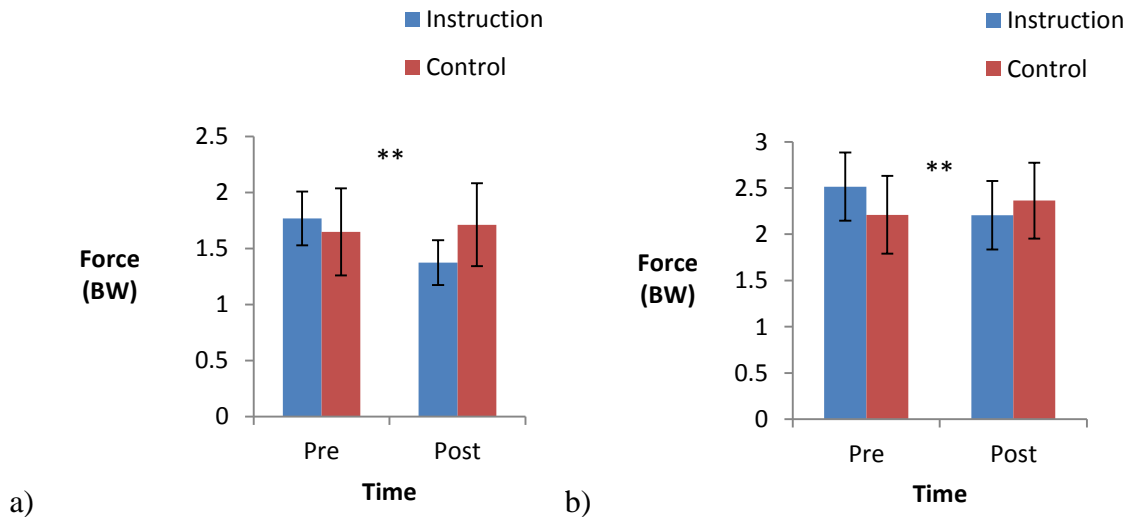 Instruction
Control
2.5
**
2
1.5
Force
(BW)
1
0.5
0
Pre
Post
Time
a)
Instruction
Control
3
2.5
**
2
1.5
Force
(BW)
1
0.5
0
Pre
Post
Time
b)